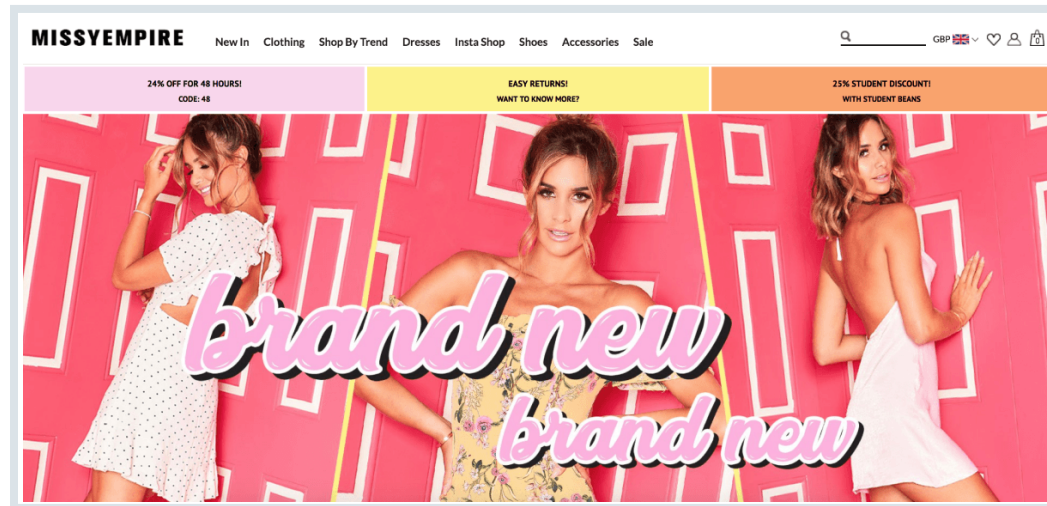 MISSYEMPIRE
New In Clothing Shop By Trend Dresses Insta Shop Shoes Accessories Sale
GBP
0
24% OFF FOR 48 HOURS!
CODE: 48
EASY RETURNS!
WANT TO KNOW MORE?
25% STUDENT DISCOUNT!
WITH STUDENT BEANS
brand new
brand new